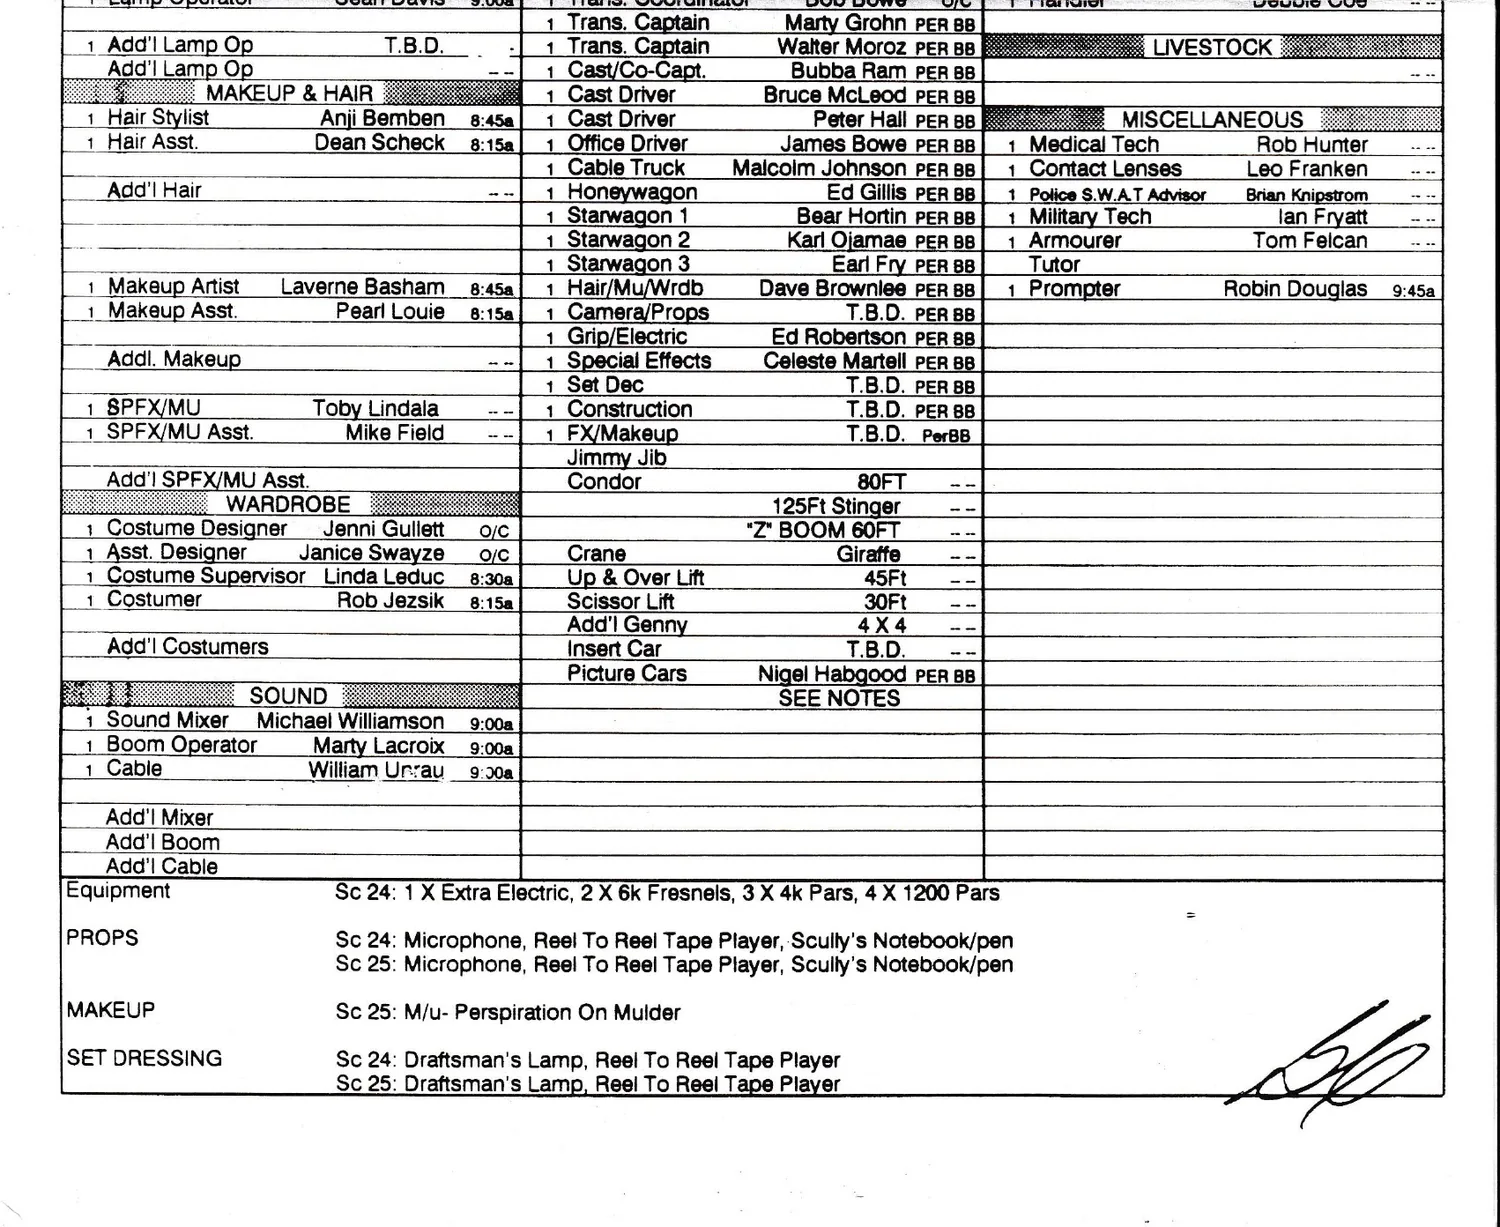 1 Lamp Operator Sean Davis 9:00a
1 Add'l Lamp Op T.B.D. -
Add'l Lamp Op - -
MAKEUP & HAIR
1 Hair Stylist Anji Bemben 8:45a
1 Hair Asst. Dean Scheck 8:15a
Add'l Hair - -
1 Makeup Artist Laverne Basham 8:45a
1 Makeup Asst. Pearl Louie 8:15a
Addl. Makeup - -
1 SPFX/MU Toby Lindala - -
1 SPFX/MU Asst. Mike Field - -
Add'l SPFX/MU Asst.
WARDROBE
1 Costume Designer Jenni Gullett O/C
1 Asst. Designer Janice Swayze O/C
1 Costume Supervisor Linda Leduc 8:30a
1 Costumer Rob Jezsik 8:15a
Add'l Costumers
SOUND
1 Sound Mixer Michael Williamson 9:00a
1 Boom Operator Marty Lacroix 9:00a
1 Cable William Unrau 9:00a
Add'l Mixer
Add'l Boom
Add'l Cable
1 Trans. Coordinator Bob Bowe O/C
1 Trans. Captain Marty Grohn PER BB
1 Trans. Captain Walter Moroz PER BB
1 Cast/Co-Capt. Bubba Ram PER BB
1 Cast Driver Bruce McLeod PER BB
1 Cast Driver Peter Hall PER BB
1 Office Driver James Bowe PER BB
1 Cable Truck Malcolm Johnson PER BB
1 Honeywagon Ed Gillis PER BB
1 Starwagon 1 Bear Hortin PER BB
1 Starwagon 2 Karl Ojamae PER BB
1 Starwagon 3 Earl Fry PER BB
1 Hair/Mu/Wrdb Dave Brownlee PER BB
1 Camera/Props T.B.D. PER BB
1 Grip/Electric Ed Robertson PER BB
1 Special Effects Celeste Martell PER BB
1 Set Dec T.B.D. PER BB
1 Construction T.B.D. PER BB
1 FX/Makeup T.B.D. PerBB
Jimmy Jib
Condor 80FT - -
125Ft Stinger - -
"Z" BOOM 60FT - -
Crane Giraffe - -
Up & Over Lift 45Ft - -
Scissor Lift 30Ft - -
Add'l Genny 4 X 4 - -
Insert Car T.B.D. - -
Picture Cars Nigel Habgood PER BB
SEE NOTES
1 Handler Debbie Coe - -
LIVESTOCK
- -
MISCELLANEOUS
1 Medical Tech Rob Hunter - -
1 Contact Lenses Leo Franken - -
1 Police S.W.A.T Advisor Brian Knipstrom - -
1 Military Tech Ian Fryatt - -
1 Armourer Tom Felcan - -
Tutor
1 Prompter Robin Douglas 9:45a
Equipment Sc 24: 1 X Extra Electric, 2 X 6k Fresnels, 3 X 4k Pars, 4 X 1200 Pars
PROPS Sc 24: Microphone, Reel To Reel Tape Player, Scully's Notebook/pen
Sc 25: Microphone, Reel To Reel Tape Player, Scully's Notebook/pen
MAKEUP Sc 25: M/u- Perspiration On Mulder
SET DRESSING Sc 24: Draftsman's Lamp, Reel To Reel Tape Player
Sc 25: Draftsman's Lamp, Reel To Reel Tape Player